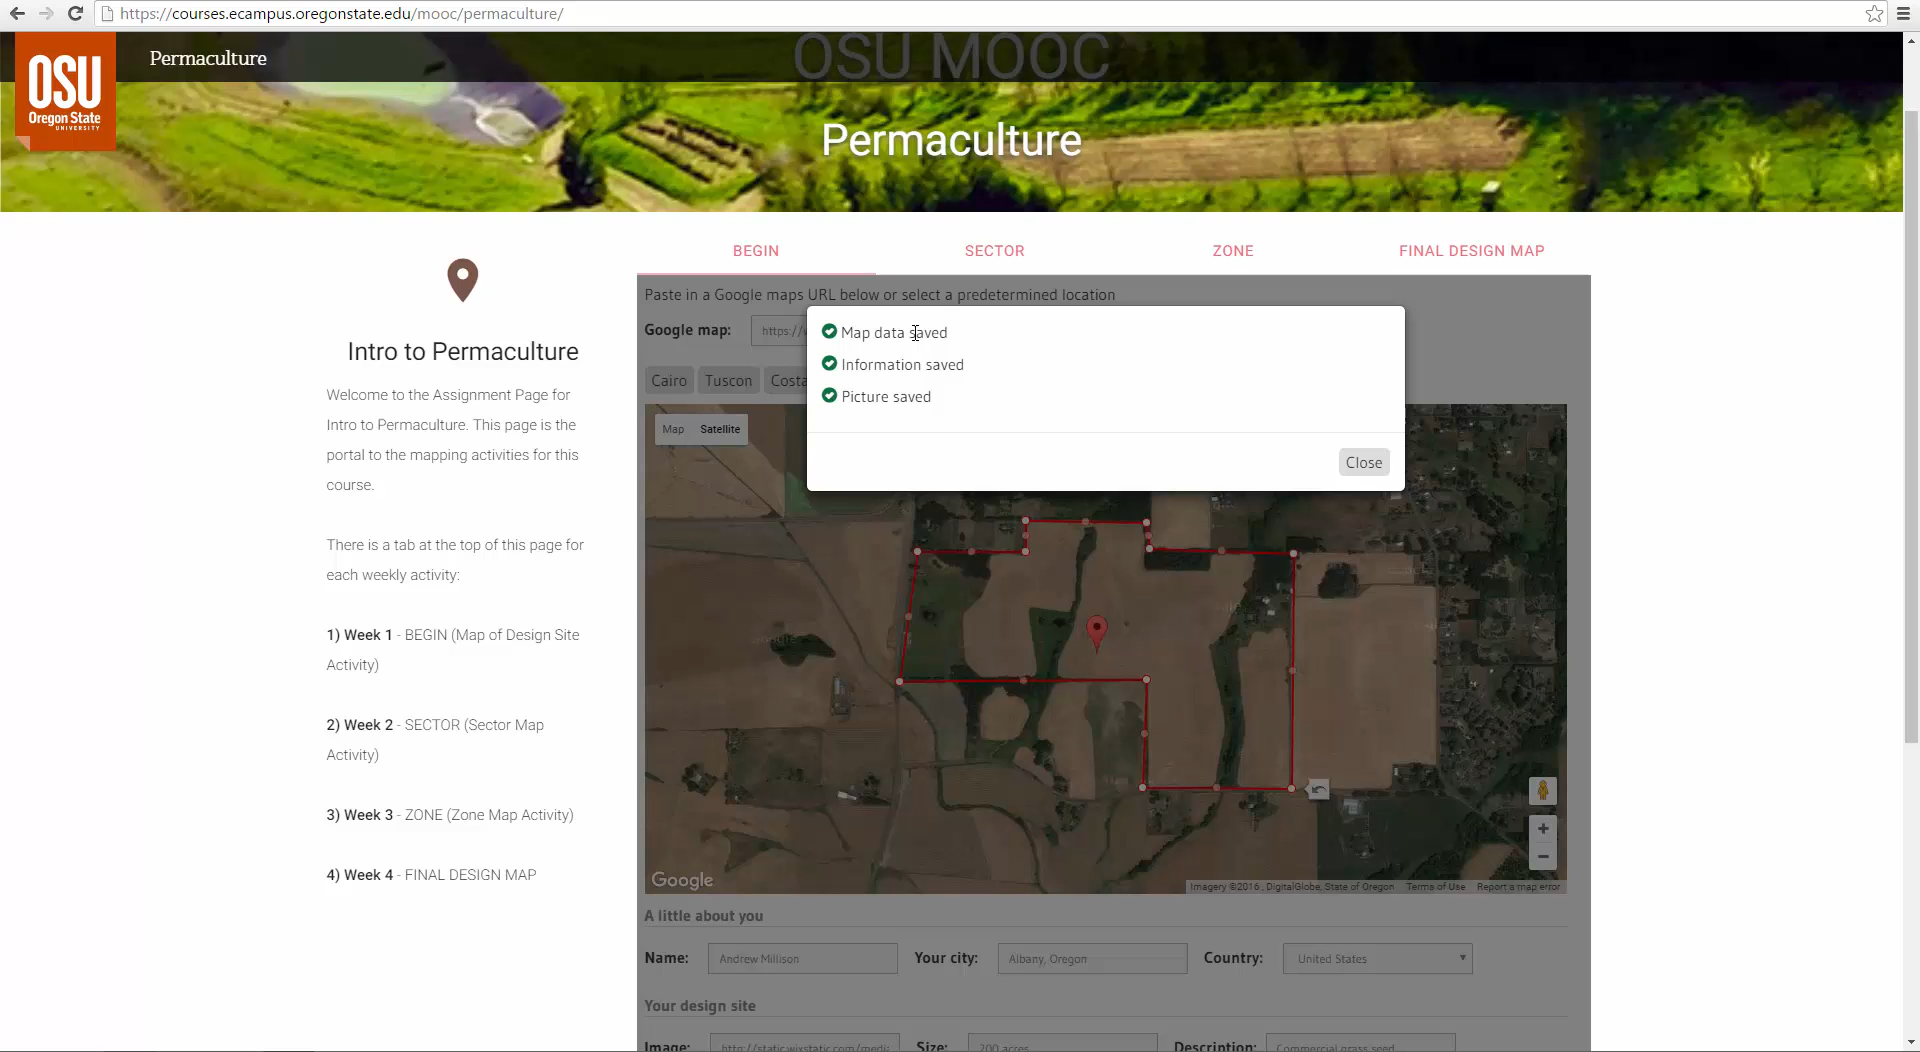 https://courses.ecampus.oregonstate.edu/mooc/permaculture/
OSU
Oregon State
UNIVERSITY
Permaculture
OSU MOOC
Permaculture
BEGIN SECTOR ZONE FINAL DESIGN MAP
Intro to Permaculture
Welcome to the Assignment Page for
Intro to Permaculture. This page is the
portal to the mapping activities for this
course.
There is a tab at the top of this page for
each weekly activity:
1) Week 1 - BEGIN (Map of Design Site
Activity)
2) Week 2 - SECTOR (Sector Map
Activity)
3) Week 3 - ZONE (Zone Map Activity)
4) Week 4 - FINAL DESIGN MAP
Paste in a Google maps URL below or select a predetermined location
Google map: https://
Cairo Tuscon Costa
Map data saved
Information saved
Picture saved
Close
Map Satellite
Google
Imagery ©2016 , DigitalGlobe, State of Oregon Terms of Use Report a map error
A little about you
Name: Andrew Millison Your city: Albany, Oregon Country: United States
Your design site
Image: http://static.wixstatic.com/medi Size: 200 acres Description: Commercial grass seed